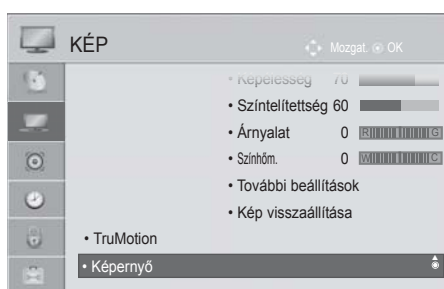 KÉP
Mozgat. OK
• Képélesség 70
• Színtelítettség 60
• Árnyalat 0 R G
• Színhőm. 0 W C
• További beállítások
• Kép visszaállítása
• TruMotion
• Képernyő